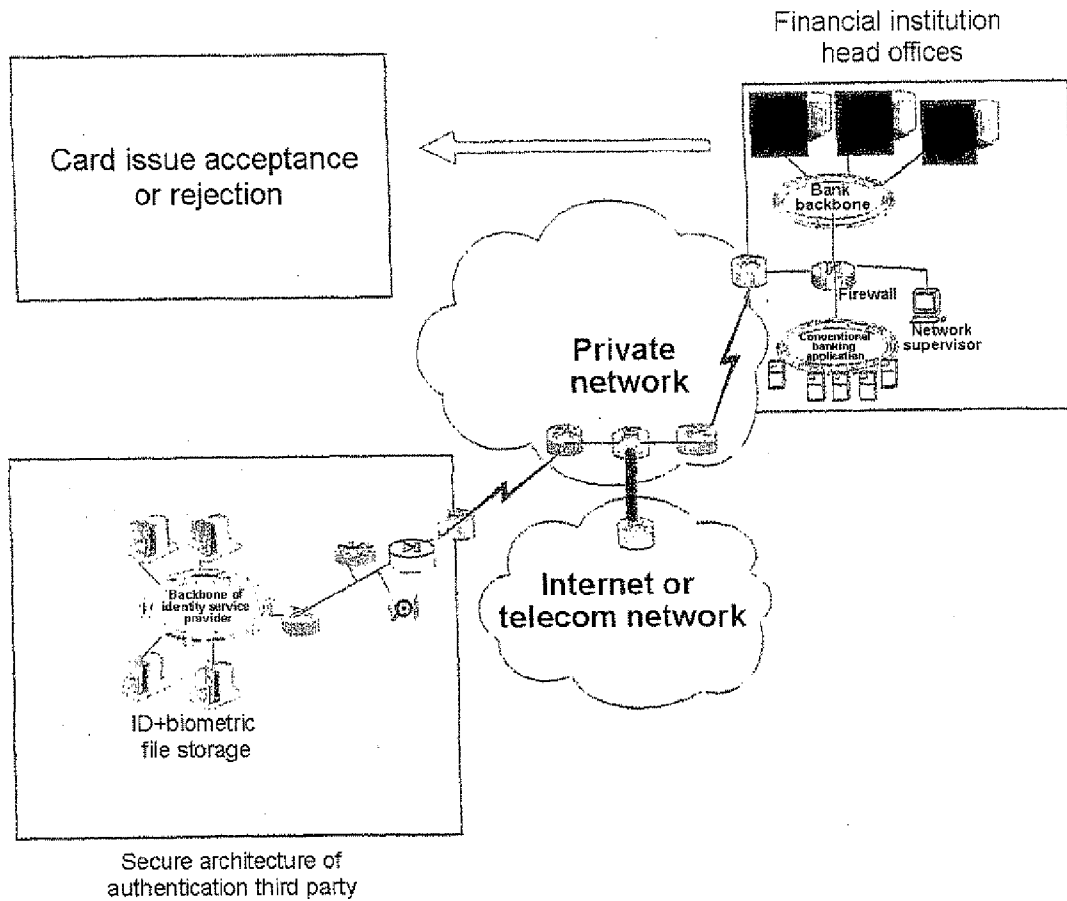 Financial institution
head offices
Card issue acceptance
or rejection
Bank
backbone
Firewall
Network
supervisor
Conventional
banking
application
Private
network
Internet or
telecom network
Backbone of
identity service
provider
ID+biometric
file storage
Secure architecture of
authentication third party